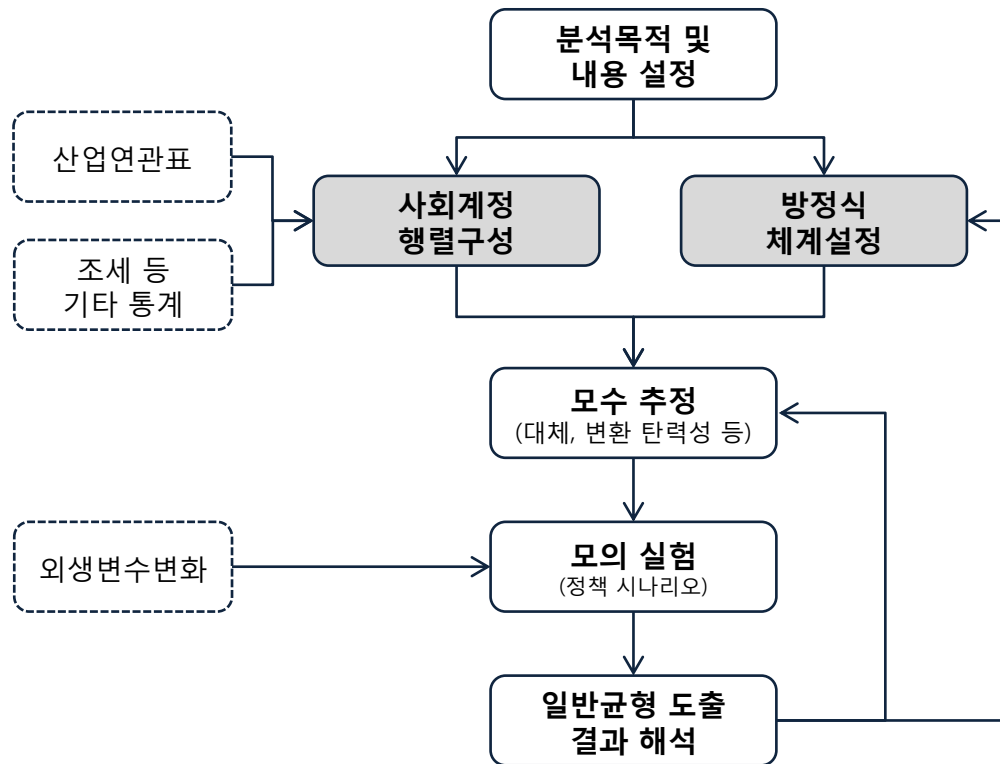 분석목적 및
내용 설정
산업연관표
사회계정
행렬구성
방정식
체계설정
조세 등
기타 통계
모수 추정
(대체, 변환 탄력성 등)
외생변수변화
모의 실험
(정책 시나리오)
일반균형 도출
결과 해석